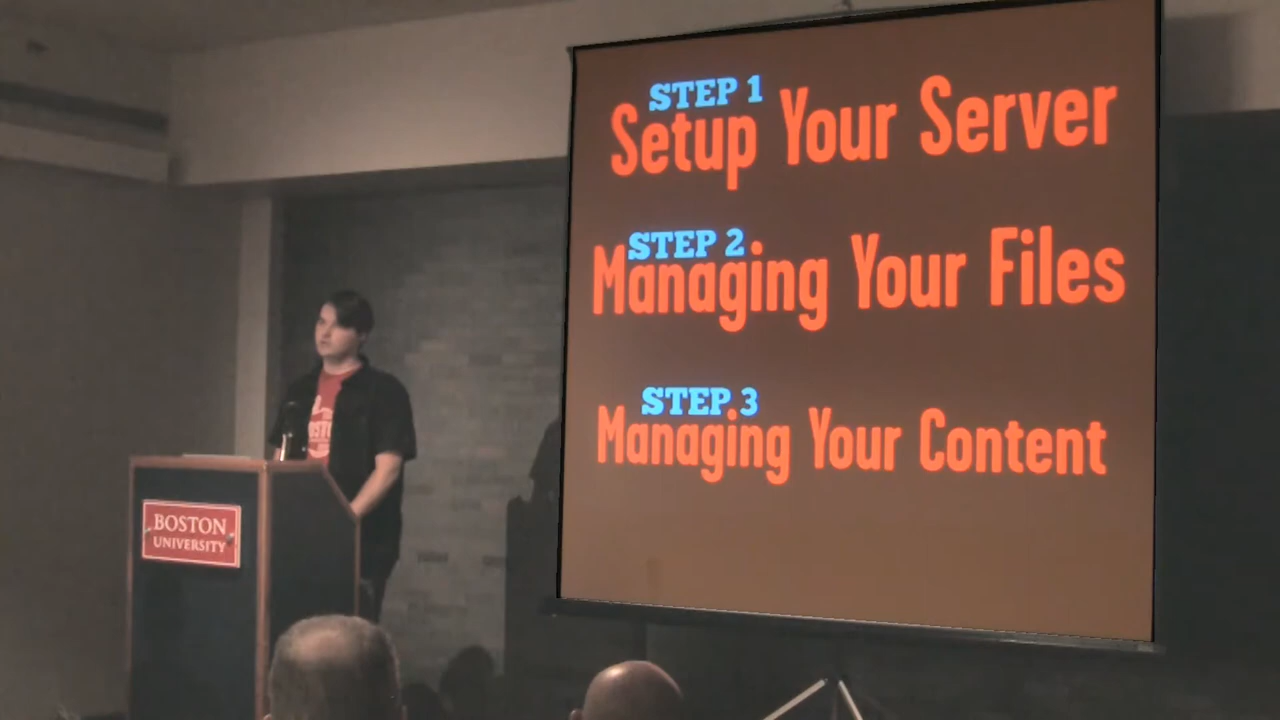 STEP 1
Setup Your Server
STEP 2
Managing Your Files
STEP 3
Managing Your Content
BOSTON
UNIVERSITY